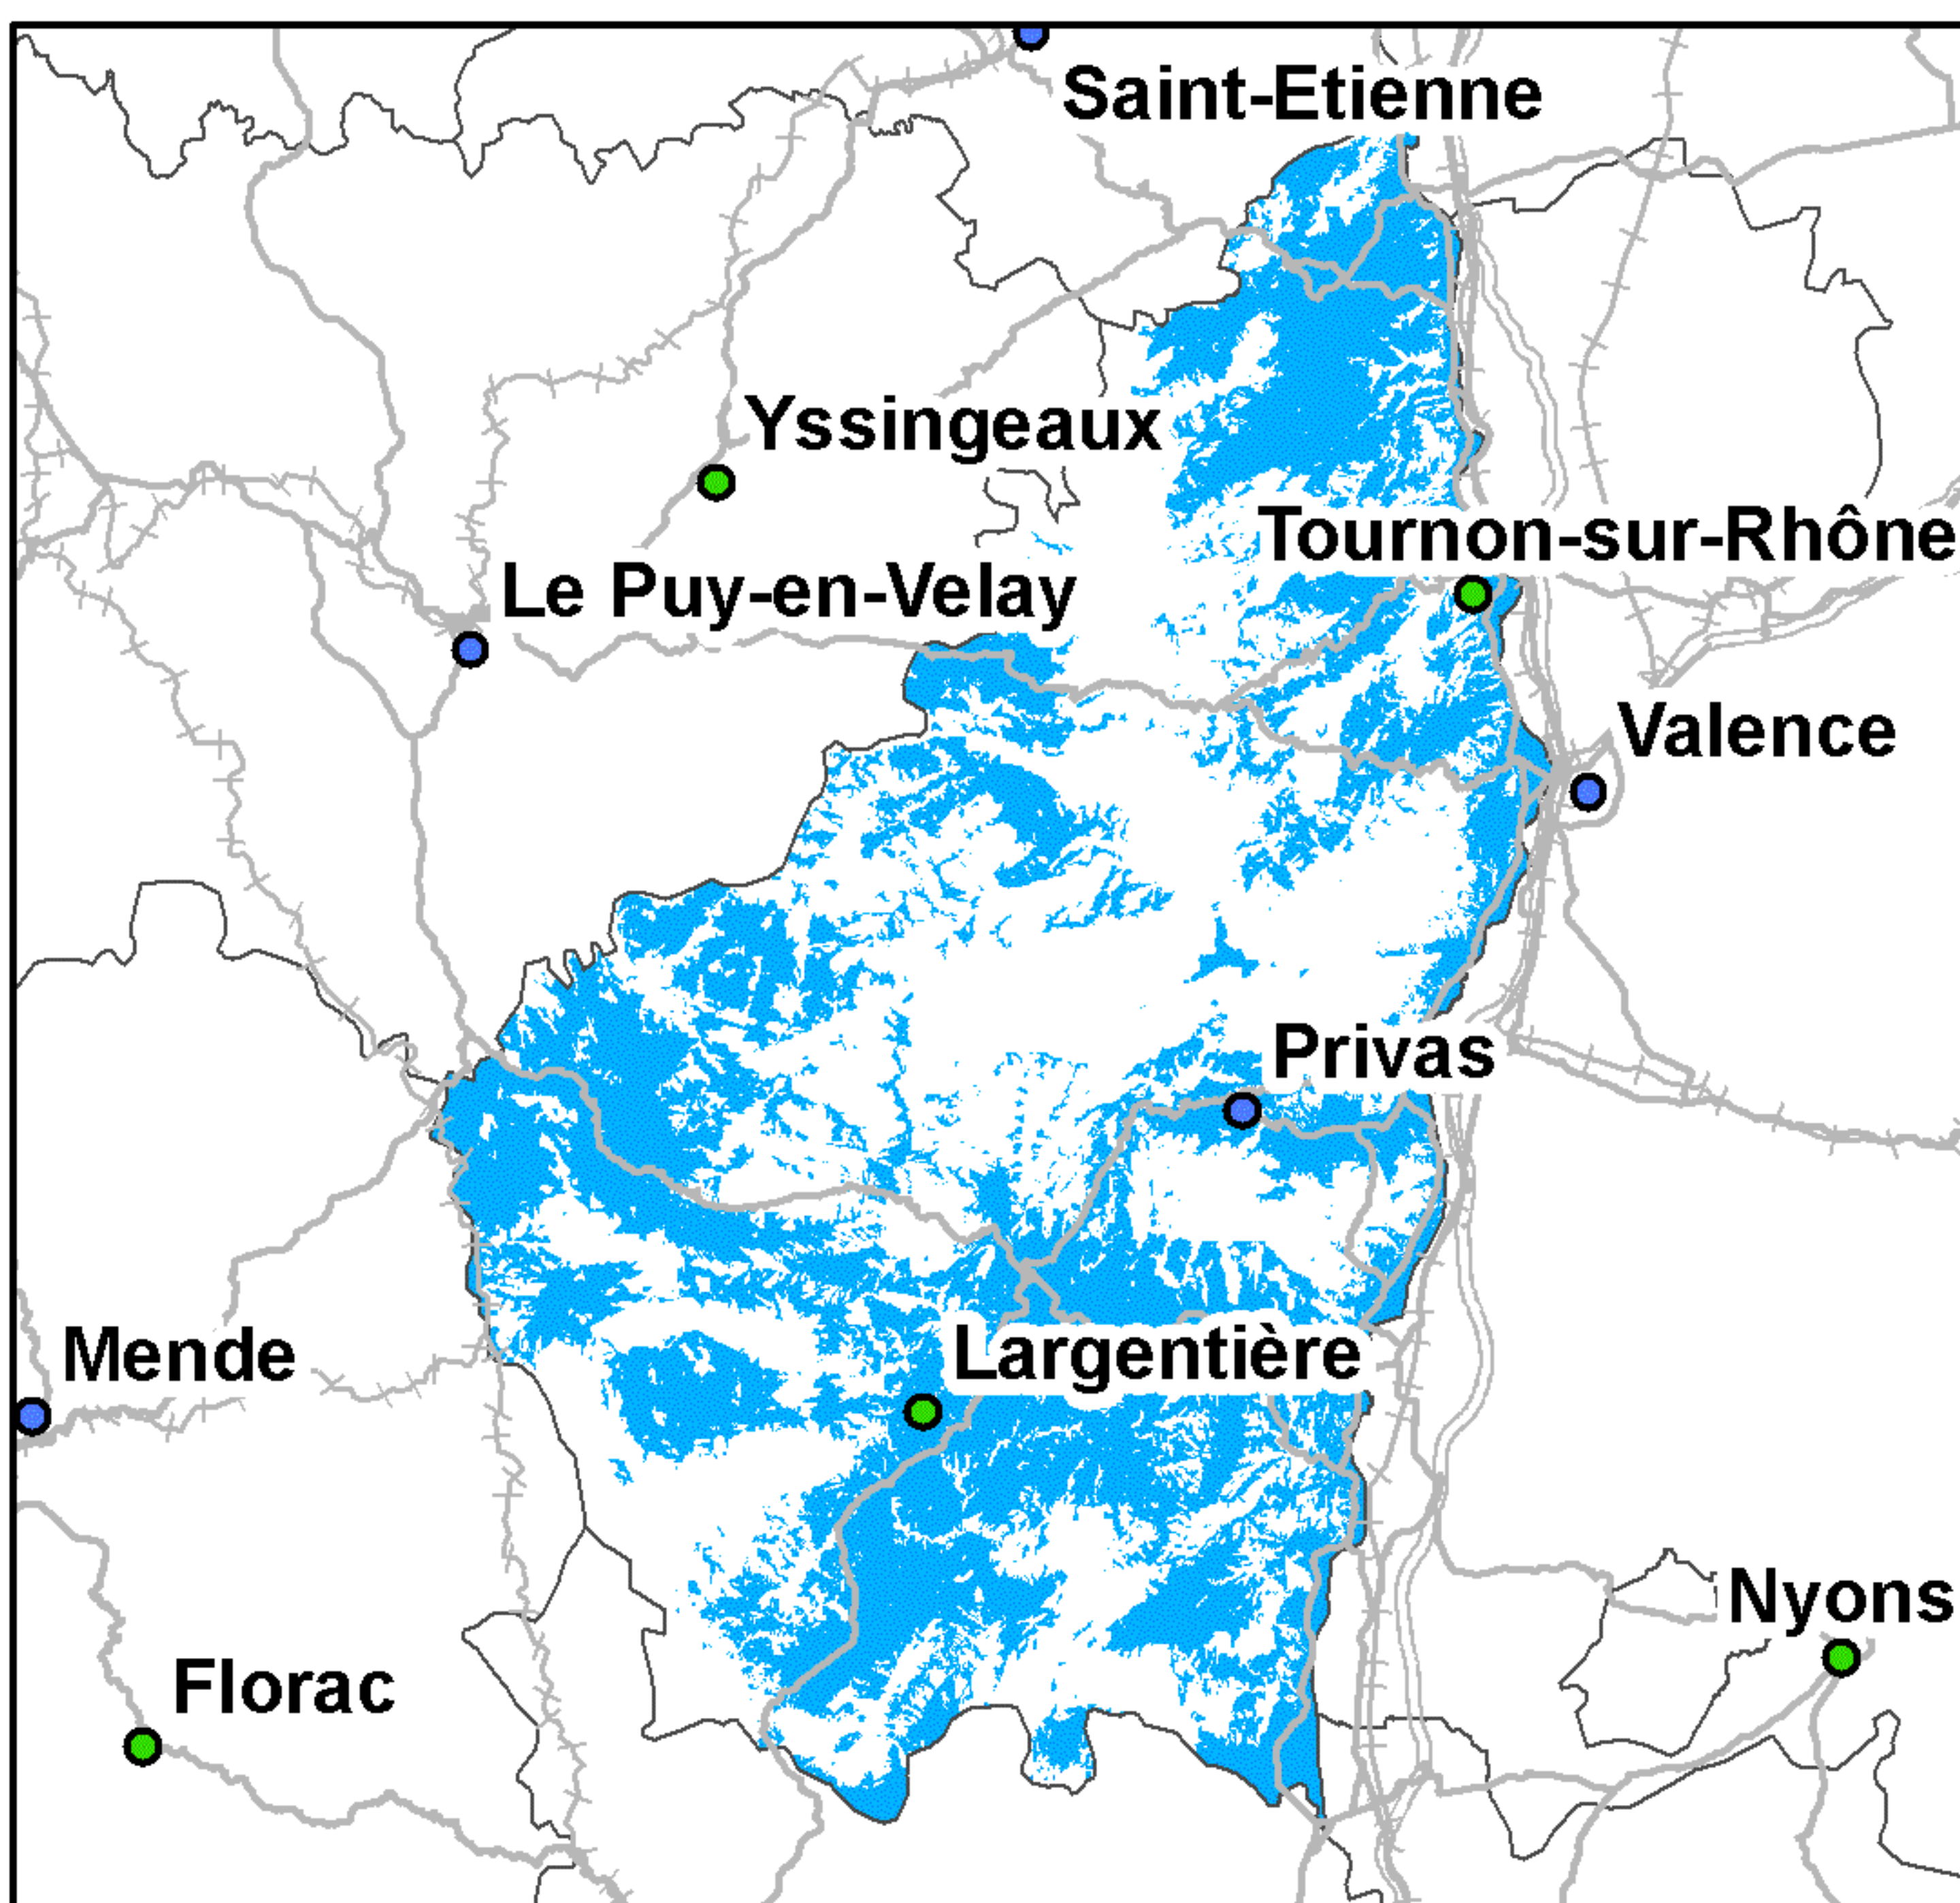 Saint-Etienne
Yssingeaux
Tournon-sur-Rhône
Le Puy-en-Velay
Valence
Privas
Mende
Largentière
Nyons
Florac